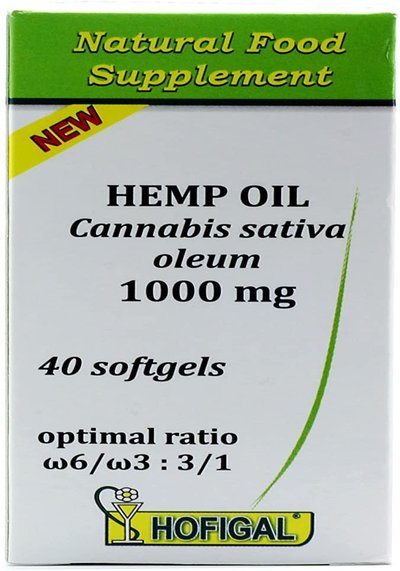 Natural Food
Supplement
NEW
HEMP OIL
Cannabis sativa
oleum
1000 mg
40 softgels
optimal ratio
ω6/ω3 : 3/1
HOFIGAL®